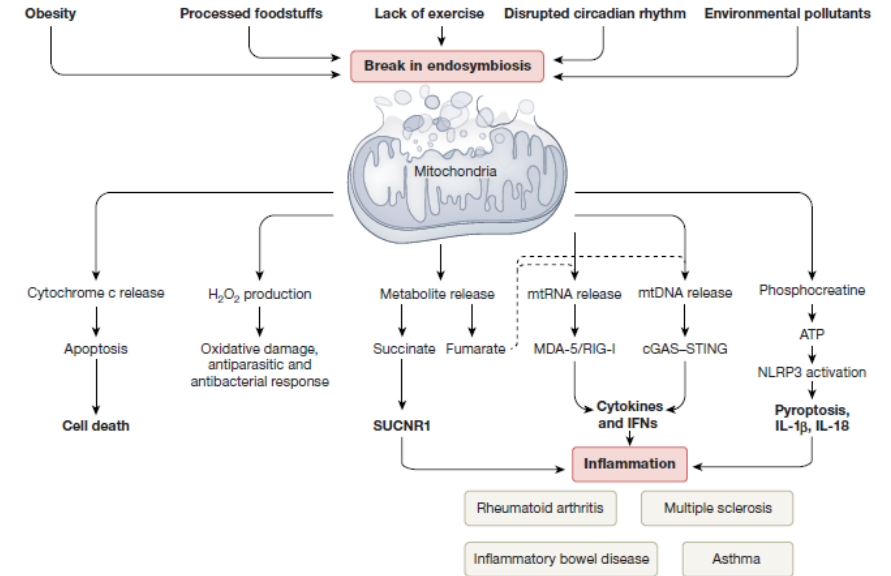 Obesity
Processed foodstuffs
Lack of exercise
Disrupted circadian rhythm
Environmental pollutants
Break in endosymbiosis
Mitochondria
Cytochrome c release
H₂O₂ production
Metabolite release
mtRNA release
mtDNA release
Phosphocreatine
ATP
Apoptosis
Oxidative damage,
antiparasitic and
antibacterial response
Succinate
Fumarate
MDA-5/RIG-I
cGAS–STING
NLRP3 activation
Cell death
SUCNR1
Cytokines
and IFNs
Pyroptosis,
IL-1β, IL-18
Inflammation
Rheumatoid arthritis
Multiple sclerosis
Inflammatory bowel disease
Asthma